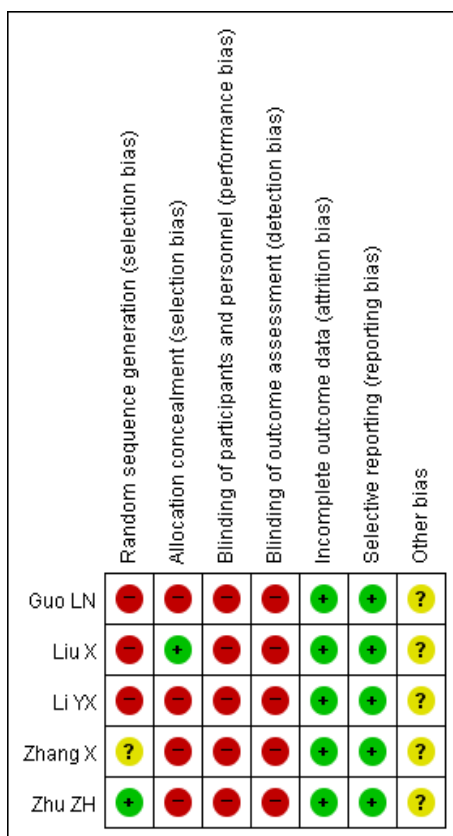 Random sequence generation (selection bias)
Allocation concealment (selection bias)
Blinding of participants and personnel (performance bias)
Blinding of outcome assessment (detection bias)
Incomplete outcome data (attrition bias)
Selective reporting (reporting bias)
Other bias
Guo LN - - - - + + ?
Liu X - + - - + + ?
Li YX - - - - + + ?
Zhang X ? - - - + + ?
Zhu ZH + - - - + + ?